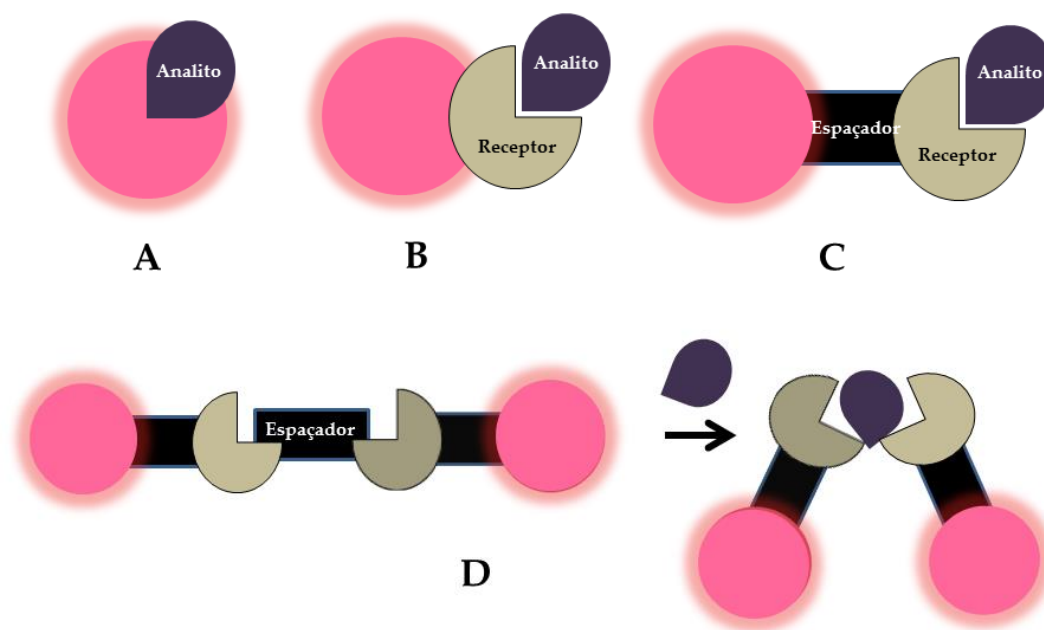 Analito
A
Analito
Receptor
B
Analito
Espaçador
Receptor
C
Espaçador
D